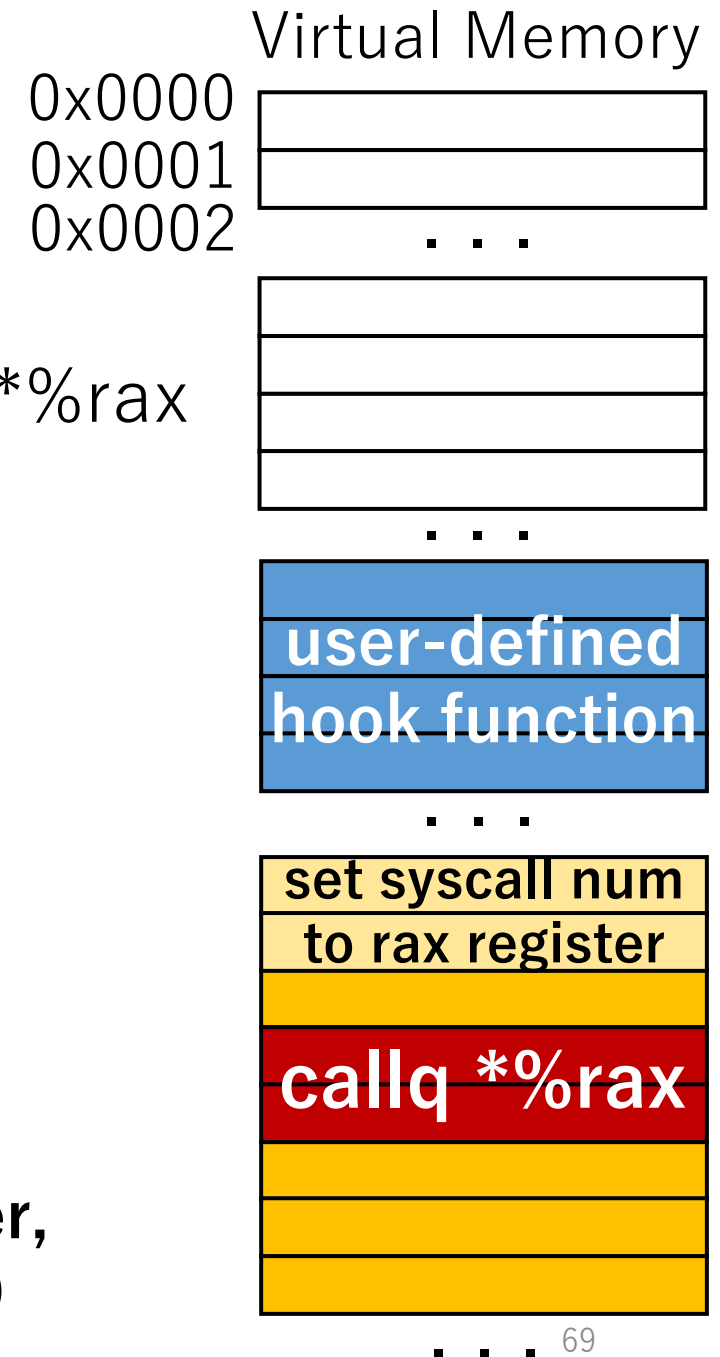 Virtual Memory
0x0000
0x0001
0x0002
. . .
*%rax
. . .
user-defined
hook function
. . .
set syscall num
to rax register
callq *%rax
er,
)
. . .
69